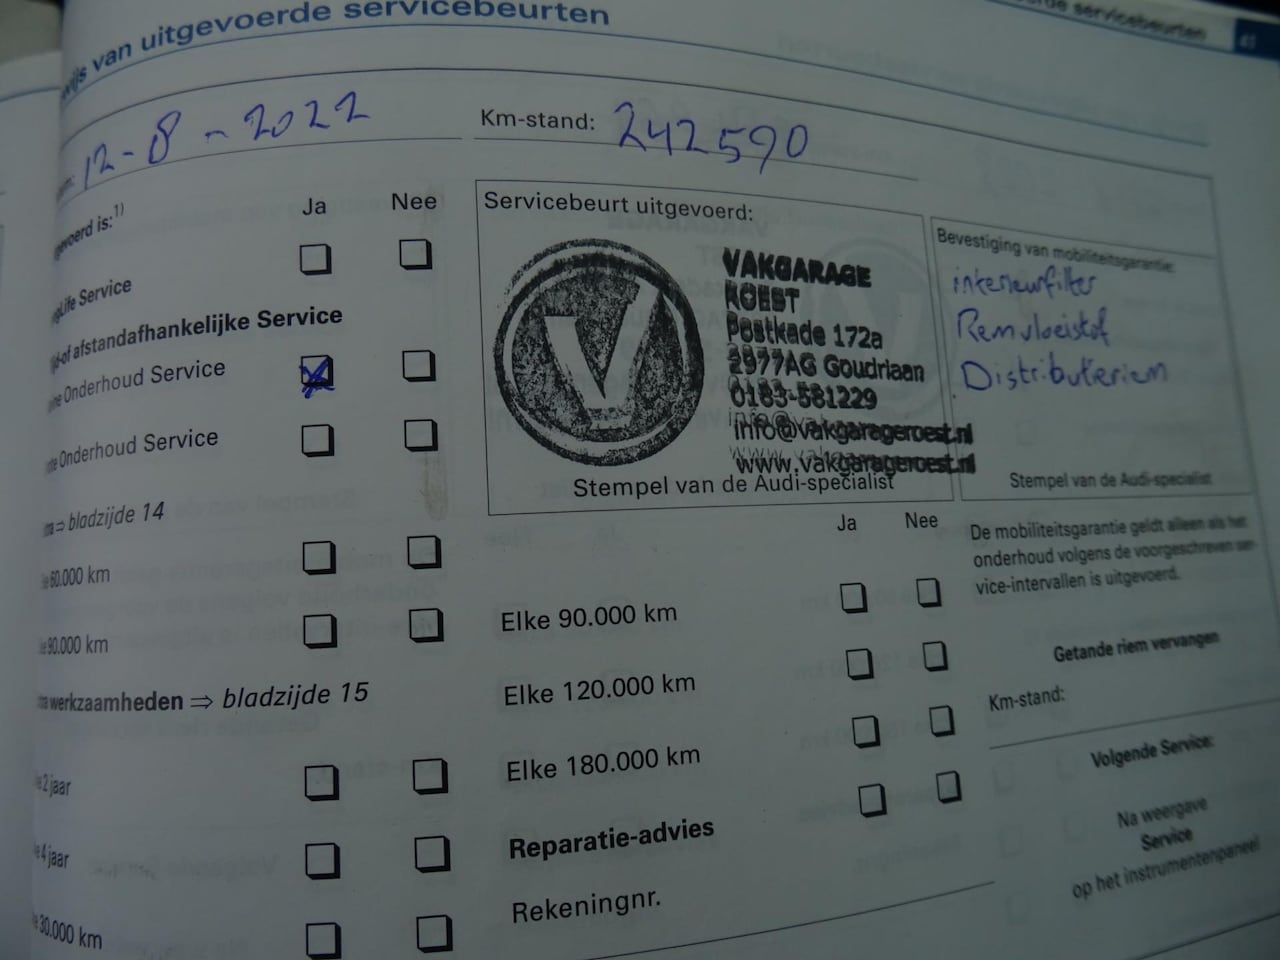 van uitgevoerde servicebeurten
servicebeurten
41
12-8-2022
Km-stand: 242590
Ja Nee
Servicebeurt uitgevoerd:
VAKGARAGE
ROEST
Postkade 172a
2977AG Goudriaan
0183-581229
info@vakgarageroest.nl
www.vakgarageroest.nl
Stempel van de Audi-specialist
Bevestiging van mobiliteitsgarantie:
interieurfilter
Remvloeistof
Distributieriem
Stempel van de Audi-specialist
Service
afstandafhankelijke Service
Onderhoud Service
Onderhoud Service
⇒ bladzijde 14
60.000 km
90.000 km
werkzaamheden ⇒ bladzijde 15
2 jaar
4 jaar
30.000 km
Ja Nee
Elke 90.000 km
Elke 120.000 km
Elke 180.000 km
Reparatie-advies
Rekeningnr.
De mobiliteitsgarantie geldt alleen als het
onderhoud volgens de voorgeschreven ser-
vice-intervallen is uitgevoerd.
Getande riem vervangen
Km-stand:
Volgende Service:
Na weergave
Service
op het instrumentenpaneel